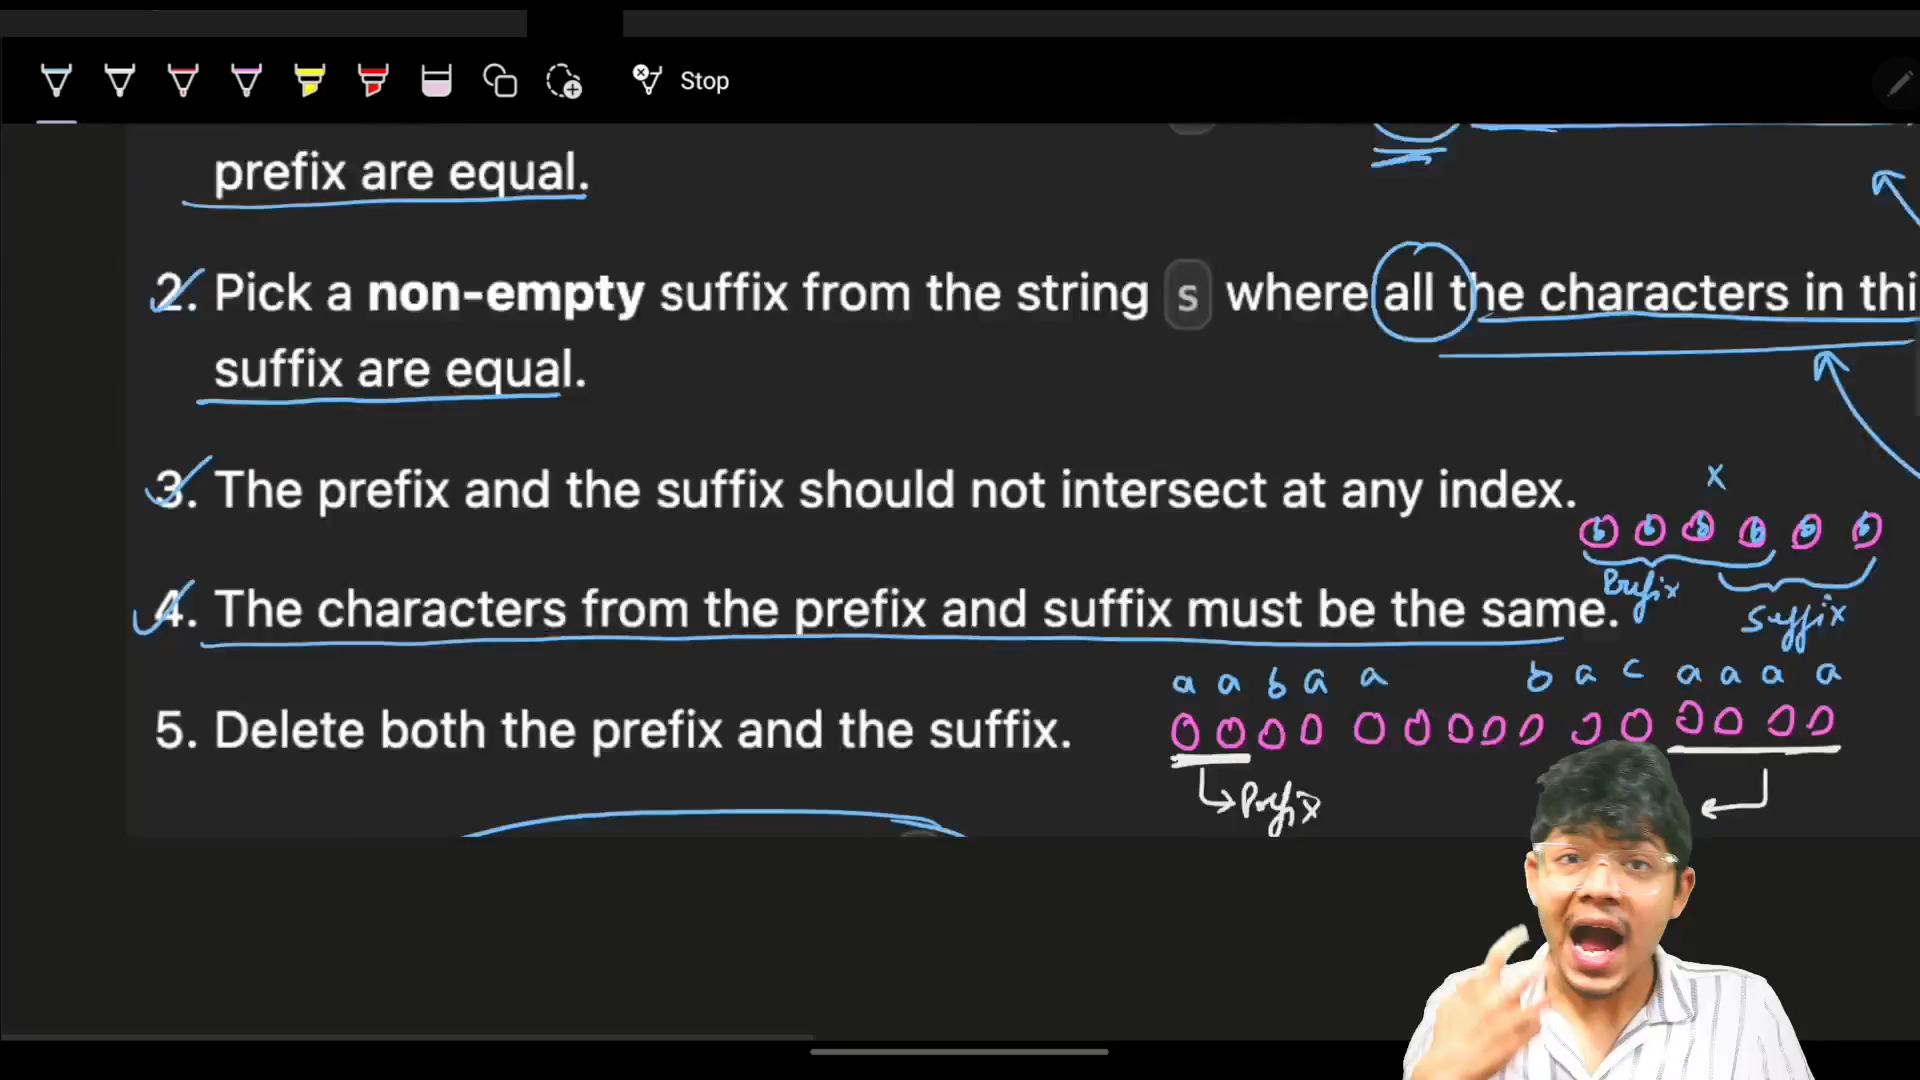 Stop
prefix are equal.
2. Pick a non-empty suffix from the string s where all the characters in thi
suffix are equal.
3. The prefix and the suffix should not intersect at any index.
x
b b b b b b
Prefix
Suffix
4. The characters from the prefix and suffix must be the same.
a a b a a b a c a a a a
5. Delete both the prefix and the suffix.
Prefix